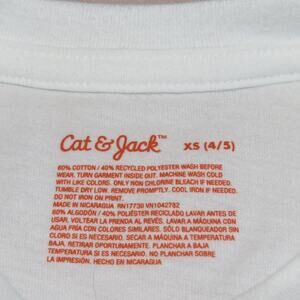 Cat & Jack™ XS (4/5)
60% COTTON / 40% RECYCLED POLYESTER WASH BEFORE
WEAR. TURN GARMENT INSIDE OUT. MACHINE WASH COLD
WITH LIKE COLORS. ONLY NON CHLORINE BLEACH IF NEEDED.
TUMBLE DRY LOW. REMOVE PROMPTLY. COOL IRON IF NEEDED.
DO NOT IRON ON PRINT.
MADE IN NICARAGUA RN17730 VN1042782
60% ALGODÓN / 40% POLIÉSTER RECICLADO LAVAR ANTES DE
USAR. VOLTEAR LA PRENDA AL REVÉS. LAVAR A MÁQUINA CON
AGUA FRÍA CON COLORES SIMILARES. SÓLO BLANQUEADOR SIN
CLORO SI ES NECESARIO. SECAR A MÁQUINA A TEMPERATURA
BAJA. RETIRAR OPORTUNAMENTE. PLANCHAR A BAJA
TEMPERATURA SI ES NECESARIO. NO PLANCHAR SOBRE
LA IMPRESIÓN. HECHO EN NICARAGUA